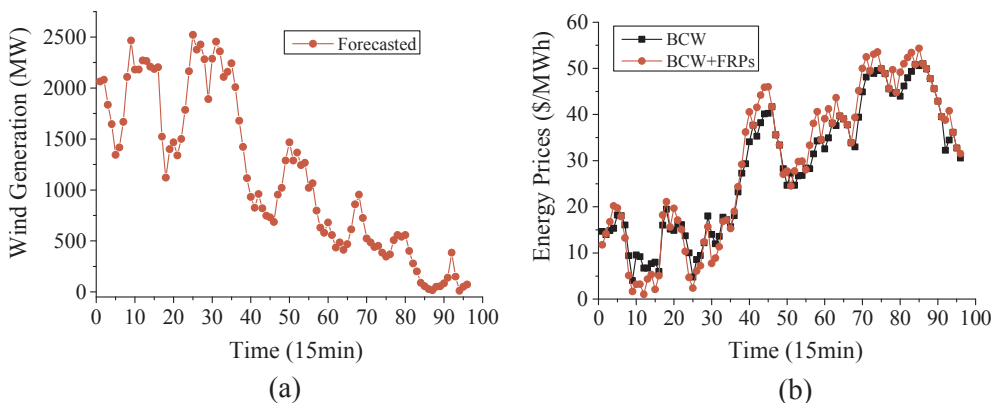 Wind Generation (MW)
2500
2000
1500
1000
500
0
Forecasted
0 10 20 30 40 50 60 70 80 90 100
Time (15min)
(a)
Energy Prices ($/MWh)
60
50
40
30
20
10
0
BCW
BCW+FRPs
0 10 20 30 40 50 60 70 80 90 100
Time (15min)
(b)